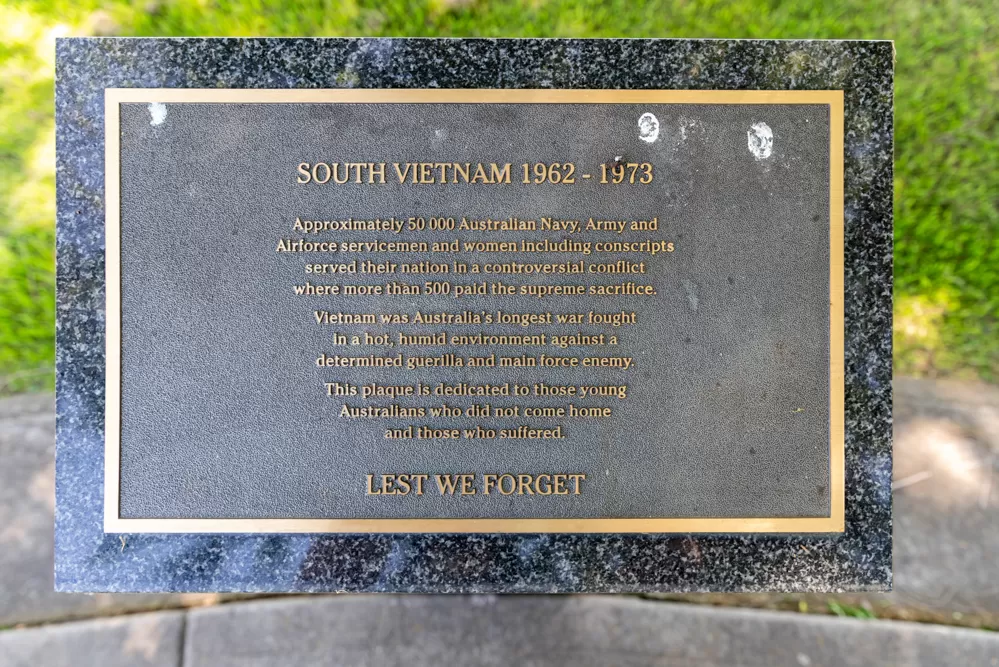 SOUTH VIETNAM 1962 - 1973
Approximately 50 000 Australian Navy, Army and
Airforce servicemen and women including conscripts
served their nation in a controversial conflict
where more than 500 paid the supreme sacrifice.
Vietnam was Australia's longest war fought
in a hot, humid environment against a
determined guerilla and main force enemy.
This plaque is dedicated to those young
Australians who did not come home
and those who suffered.
LEST WE FORGET